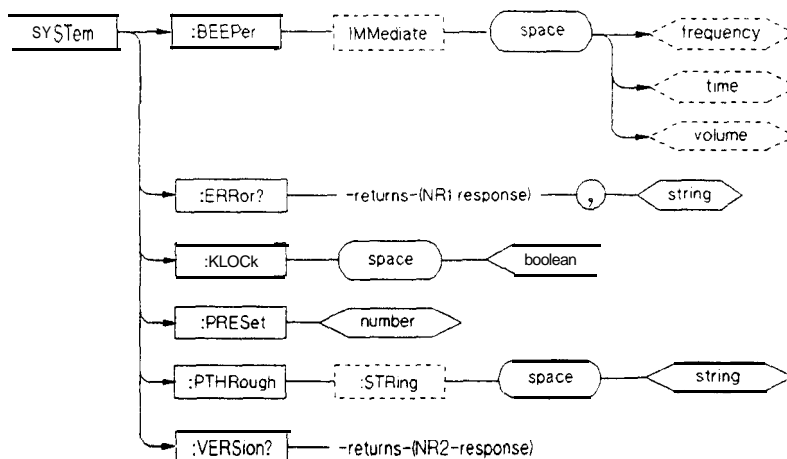 SYSTem :BEEPer IMMediate space frequency
time
volume
:ERRor? -returns-(NR1 response) , string
:KLOCk space boolean
:PRESet number
:PTHRough :STRing space string
:VERSion? -returns-(NR2-response)